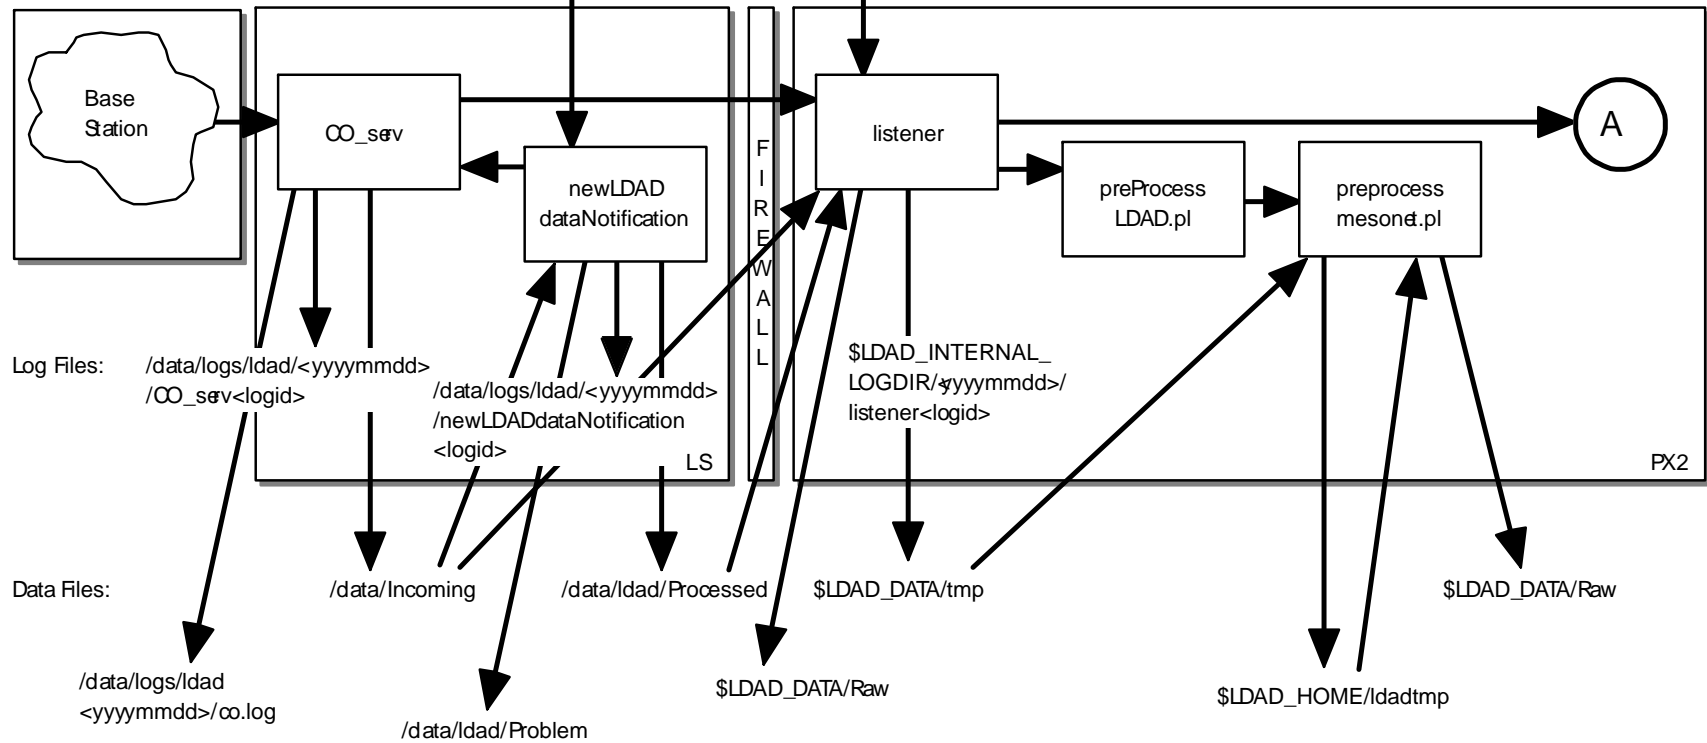 Base
Station
CO_serv
newLDAD
dataNotification
LS
F
I
R
E
W
A
L
L
listener
preProcess
LDAD.pl
preprocess
mesonet.pl
A
PX2
Log Files:
/data/logs/ldad/<yyyymmdd>
/CO_serv<logid>
/data/logs/ldad/<yyyymmdd>
/newLDADdataNotification
<logid>
$LDAD_INTERNAL_
LOGDIR/<yyyymmdd>/
listener<logid>
Data Files:
/data/Incoming
/data/ldad/Processed
$LDAD_DATA/tmp
$LDAD_DATA/Raw
/data/logs/ldad
<yyyymmdd>/co.log
/data/ldad/Problem
$LDAD_DATA/Raw
$LDAD_HOME/ldadtmp